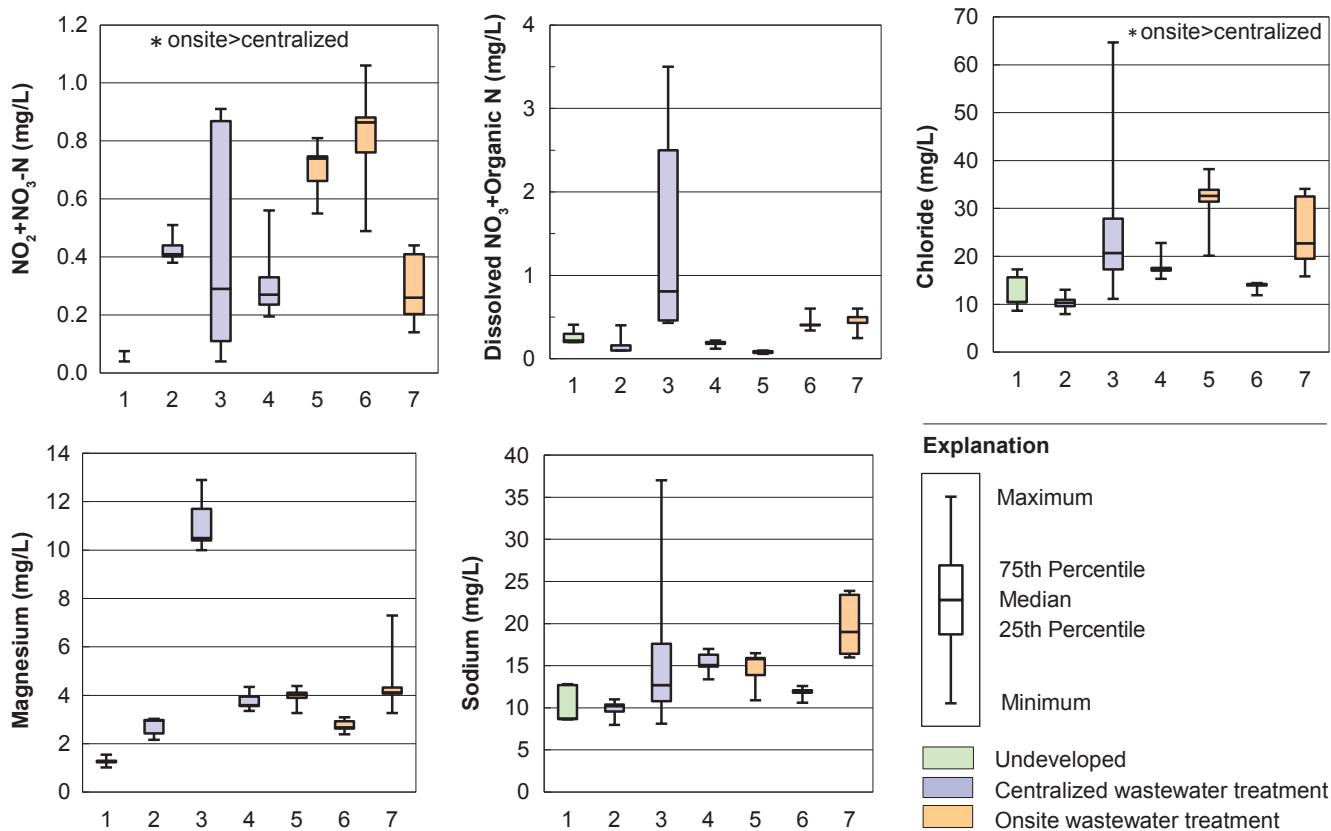 NO₂+NO₃-N (mg/L)
1.2
1.0
0.8
0.6
0.4
0.2
0.0
* onsite>centralized
1 2 3 4 5 6 7
Dissolved NO₃+Organic N (mg/L)
4
3
2
1
0
1 2 3 4 5 6 7
Chloride (mg/L)
70
60
50
40
30
20
10
0
* onsite>centralized
1 2 3 4 5 6 7
Magnesium (mg/L)
14
12
10
8
6
4
2
0
1 2 3 4 5 6 7
Sodium (mg/L)
40
35
30
25
20
15
10
5
0
1 2 3 4 5 6 7
Explanation
Maximum
75th Percentile
Median
25th Percentile
Minimum
Undeveloped
Centralized wastewater treatment
Onsite wastewater treatment